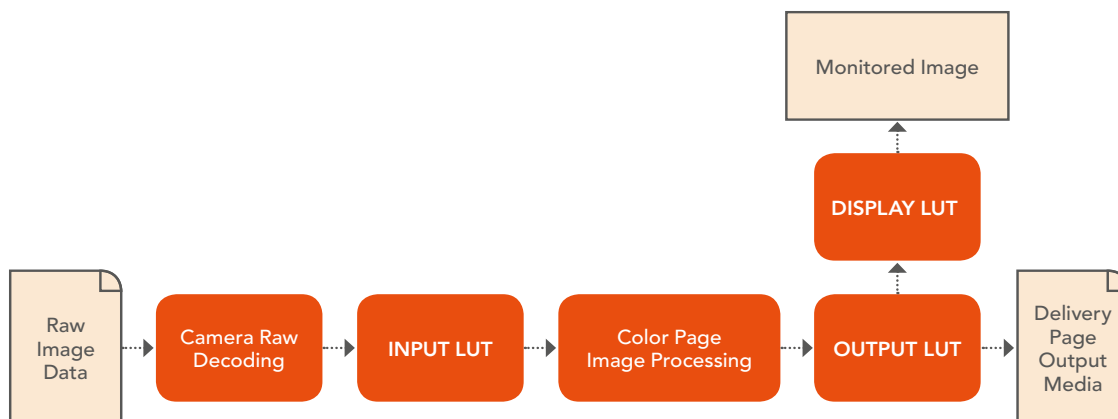 Monitored Image
DISPLAY LUT
Raw
Image
Data
Camera Raw
Decoding
INPUT LUT
Color Page
Image Processing
OUTPUT LUT
Delivery
Page
Output
Media